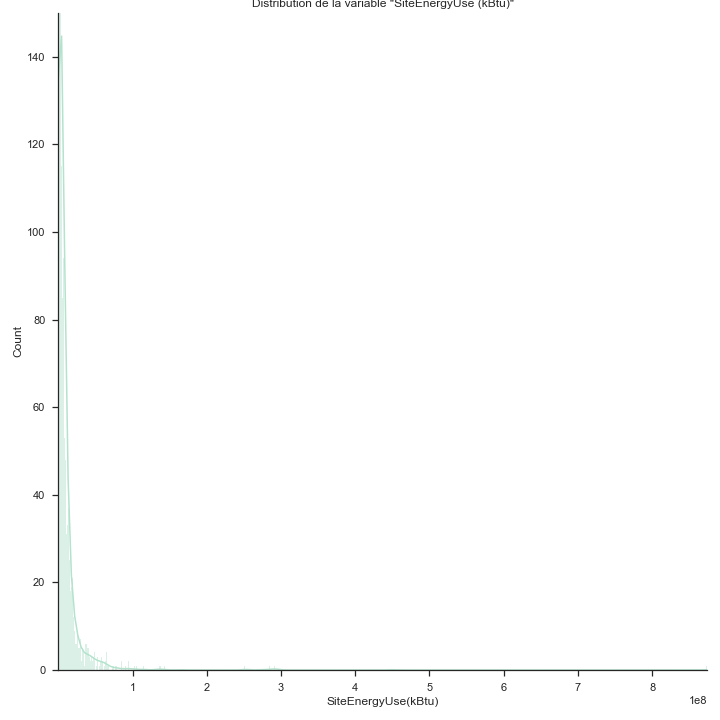 Distribution de la variable "SiteEnergyUse (kBtu)"
140
120
100
80
60
40
20
0
Count
1 2 3 4 5 6 7 8
1e8
SiteEnergyUse(kBtu)